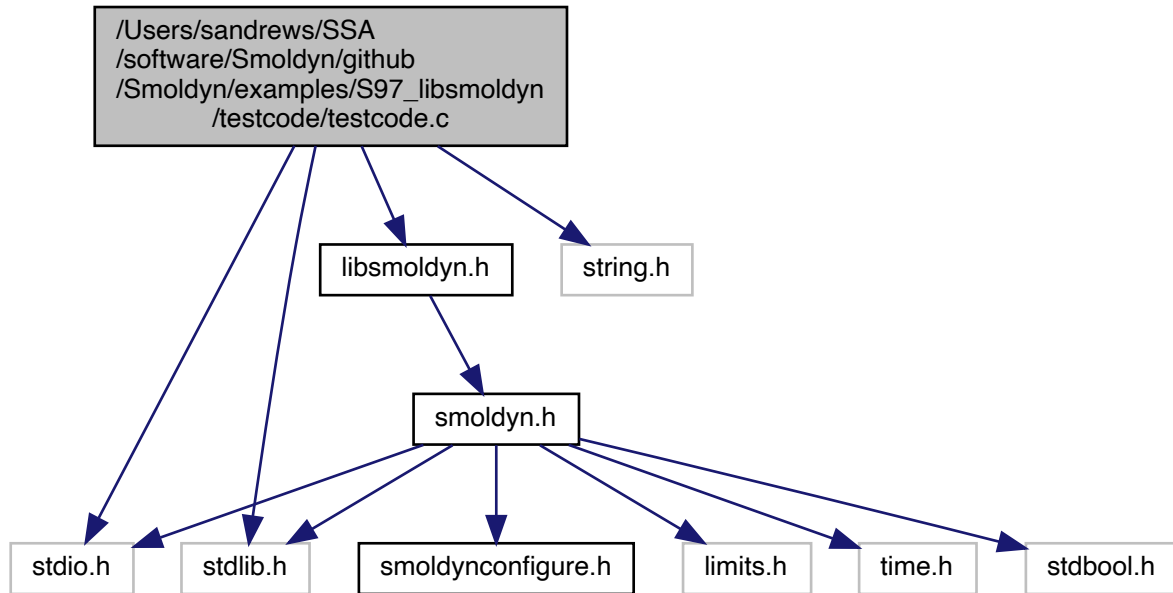 /Users/sandrews/SSA
/software/Smoldyn/github
/Smoldyn/examples/S97_libsmoldyn
/testcode/testcode.c
libsmoldyn.h
string.h
smoldyn.h
stdio.h
stdlib.h
smoldynconfigure.h
limits.h
time.h
stdbool.h